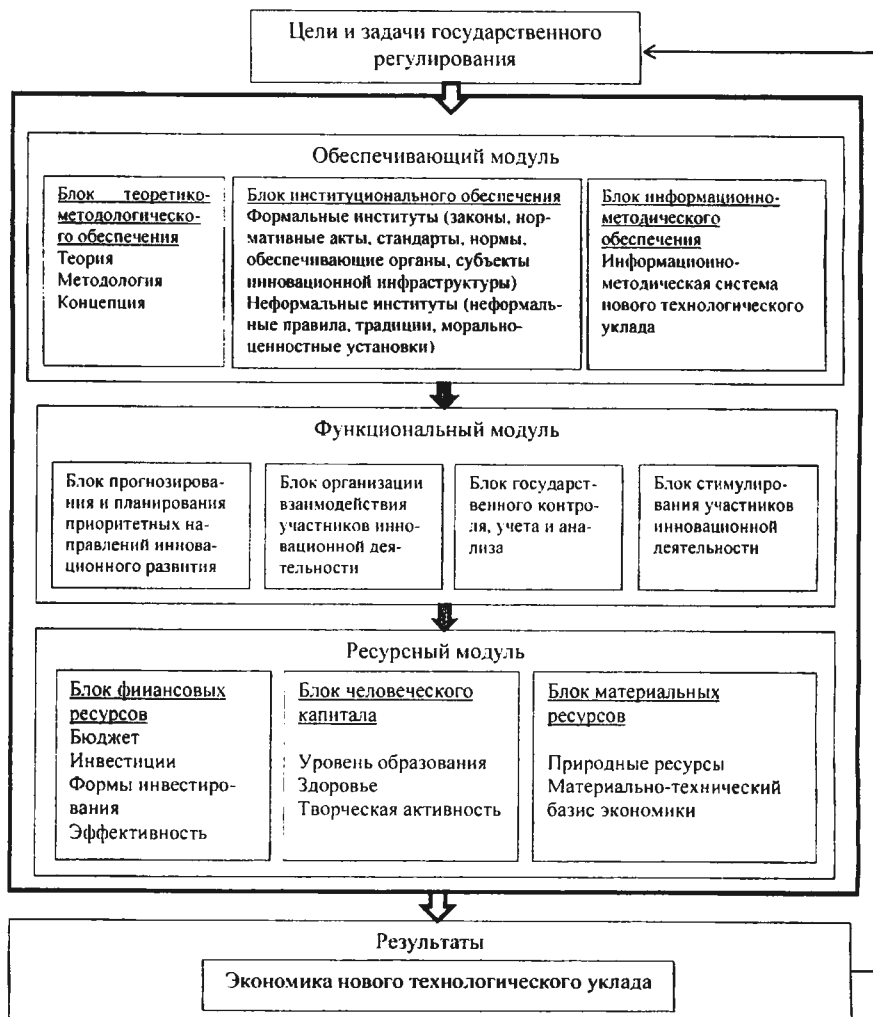 Цели и задачи государственного
регулирования
Обеспечивающий модуль
Блок теоретико-
методологическо-
го обеспечения
Теория
Методология
Концепция
Блок институционального обеспечения
Формальные институты (законы, нор-
мативные акты, стандарты, нормы,
обеспечивающие органы, субъекты
инновационной инфраструктуры)
Неформальные институты (неформаль-
ные правила, традиции, морально-
ценностные установки)
Блок информационно-
методического
обеспечения
Информационно-
методическая система
нового технологического
уклада
Функциональный модуль
Блок прогнозирова-
ния и планирования
приоритетных на-
правлений иннова-
ционного развития
Блок организации
взаимодействия
участников инно-
вационной дея-
тельности
Блок государст-
венного контро-
ля, учета и ана-
лиза
Блок стимулиро-
вания участников
инновационной
деятельности
Ресурсный модуль
Блок финансовых
ресурсов
Бюджет
Инвестиции
Формы инвестиро-
вания
Эффективность
Блок человеческого
капитала
Уровень образования
Здоровье
Творческая активность
Блок материальных
ресурсов
Природные ресурсы
Материально-технический
базис экономики
Результаты
Экономика нового технологического уклада